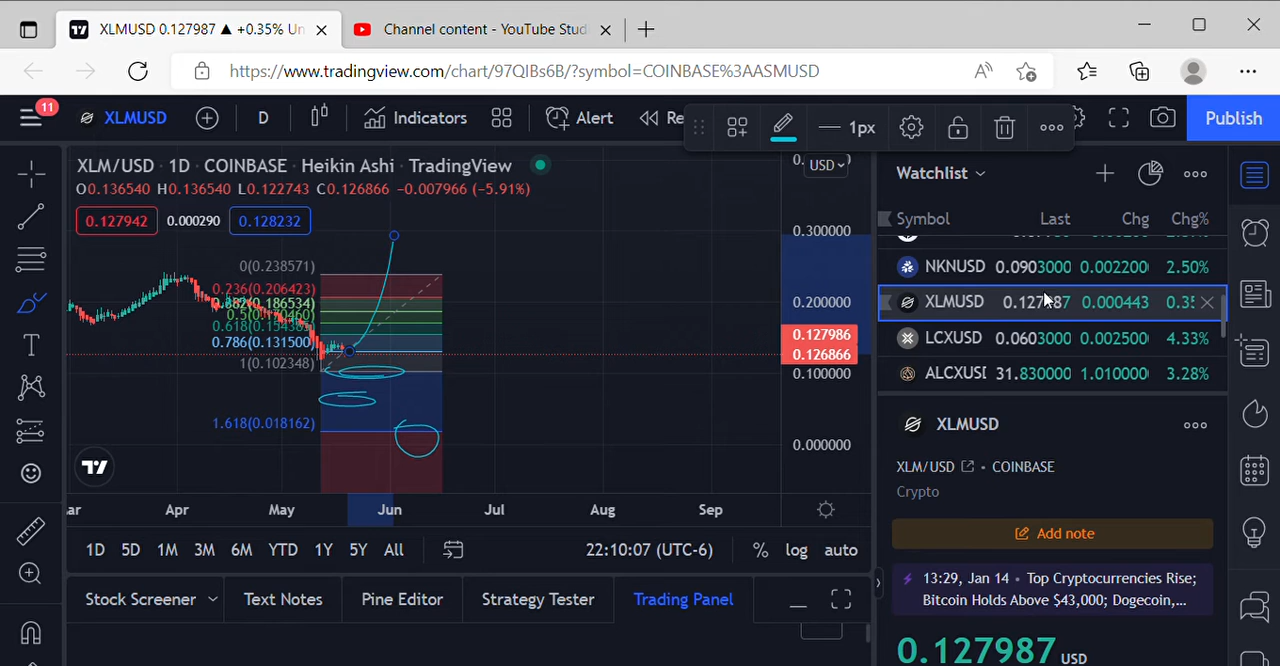 XLMUSD 0.127987 ▲ +0.35% Un
Channel content - YouTube Stud
https://www.tradingview.com/chart/97QIBs6B/?symbol=COINBASE%3AASMUSD
11
XLMUSD D Indicators Alert Re 1px Publish
XLM/USD · 1D · COINBASE · Heikin Ashi · TradingView
O0.136540 H0.136540 L0.122743 C0.126866 −0.007966 (−5.91%)
0.127942 0.000290 0.128232
USD
0.300000
0.200000
0.127986
0.126866
0.100000
0.000000
0(0.238571)
0.236(0.206423)
0.618(0.154383)
0.786(0.131500)
1(0.102348)
1.618(0.018162)
ar Apr May Jun Jul Aug Sep
1D 5D 1M 3M 6M YTD 1Y 5Y All 22:10:07 (UTC-6) % log auto
Stock Screener Text Notes Pine Editor Strategy Tester Trading Panel
Watchlist
Symbol Last Chg Chg%
NKNUSD 0.0903000 0.002200 2.50%
XLMUSD 0.000443
LCXUSD 0.0603000 0.002500 4.33%
ALCXUSD 31.830000 1.010000 3.28%
XLMUSD
XLM/USD · COINBASE
Crypto
Add note
13:29, Jan 14 · Top Cryptocurrencies Rise;
Bitcoin Holds Above $43,000; Dogecoin,...
0.127987 USD